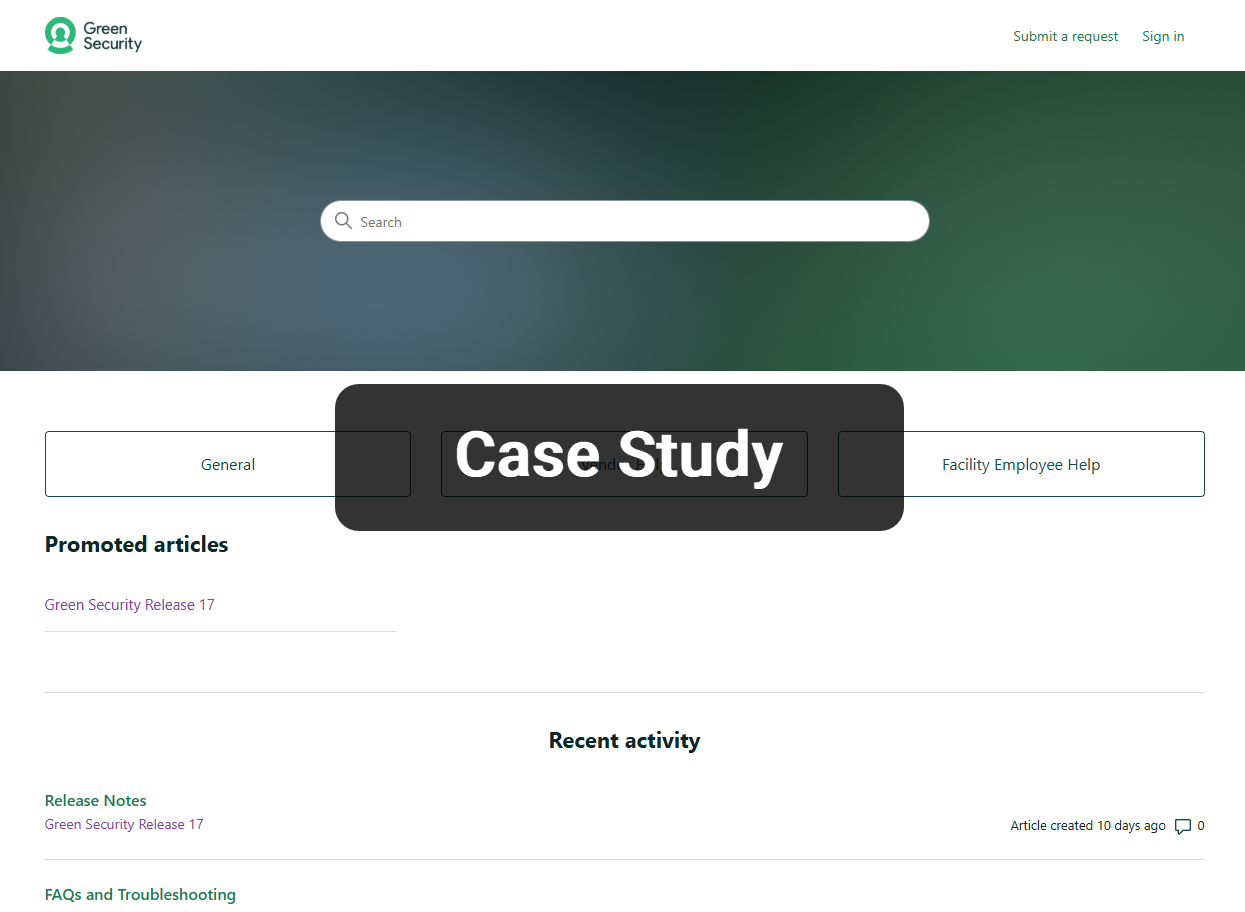 Green
Security
Submit a request
Sign in
Search
General
Case Study
Facility Employee Help
Promoted articles
Green Security Release 17
Recent activity
Release Notes
Green Security Release 17
Article created 10 days ago
0
FAQs and Troubleshooting